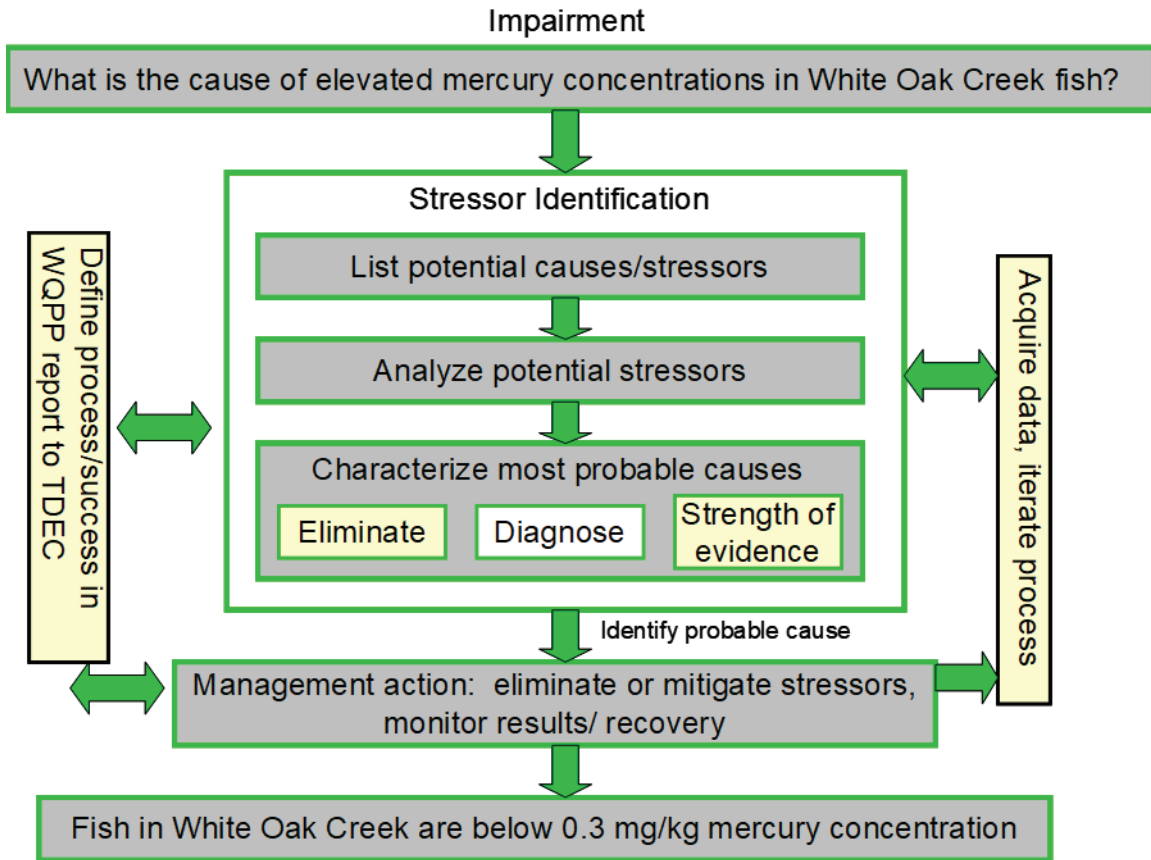 Impairment
What is the cause of elevated mercury concentrations in White Oak Creek fish?
Stressor Identification
List potential causes/stressors
Analyze potential stressors
Characterize most probable causes
Eliminate
Diagnose
Strength of
evidence
Define process/success in
WQPP report to TDEC
Acquire data, iterate process
Identify probable cause
Management action:  eliminate or mitigate stressors,
monitor results/ recovery
Fish in White Oak Creek are below 0.3 mg/kg mercury concentration